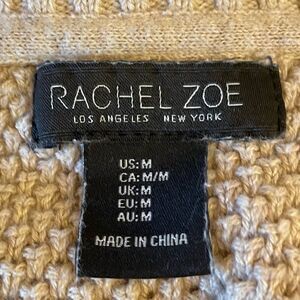 RACHEL ZOE
LOS ANGELES NEW YORK
US: M
CA: M/M
UK: M
EU: M
AU: M
MADE IN CHINA